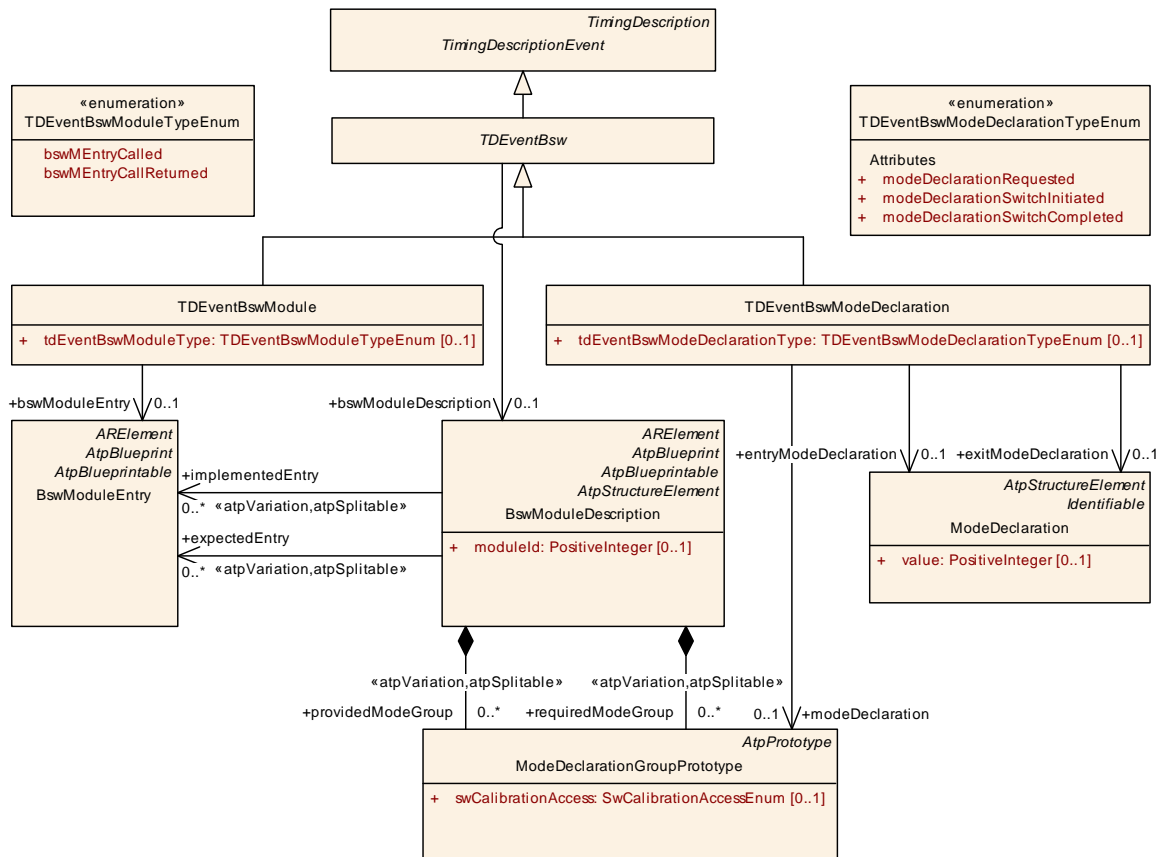 TimingDescription
TimingDescriptionEvent
«enumeration»
TDEventBswModuleTypeEnum
bswMEntryCalled
bswMEntryCallReturned
TDEventBsw
«enumeration»
TDEventBswModeDeclarationTypeEnum
Attributes
+ modeDeclarationRequested
+ modeDeclarationSwitchInitiated
+ modeDeclarationSwitchCompleted
TDEventBswModule
+ tdEventBswModuleType: TDEventBswModuleTypeEnum [0..1]
TDEventBswModeDeclaration
+ tdEventBswModeDeclarationType: TDEventBswModeDeclarationTypeEnum [0..1]
+bswModuleEntry 0..1
+bswModuleDescription 0..1
+entryModeDeclaration 0..1
+exitModeDeclaration 0..1
ARElement
AtpBlueprint
AtpBlueprintable
BswModuleEntry
+implementedEntry
0..* «atpVariation,atpSplitable»
+expectedEntry
0..* «atpVariation,atpSplitable»
ARElement
AtpBlueprint
AtpBlueprintable
AtpStructureElement
BswModuleDescription
+ moduleId: PositiveInteger [0..1]
AtpStructureElement
Identifiable
ModeDeclaration
+ value: PositiveInteger [0..1]
«atpVariation,atpSplitable»
+providedModeGroup 0..*
«atpVariation,atpSplitable»
+requiredModeGroup 0..*
0..1 +modeDeclaration
AtpPrototype
ModeDeclarationGroupPrototype
+ swCalibrationAccess: SwCalibrationAccessEnum [0..1]